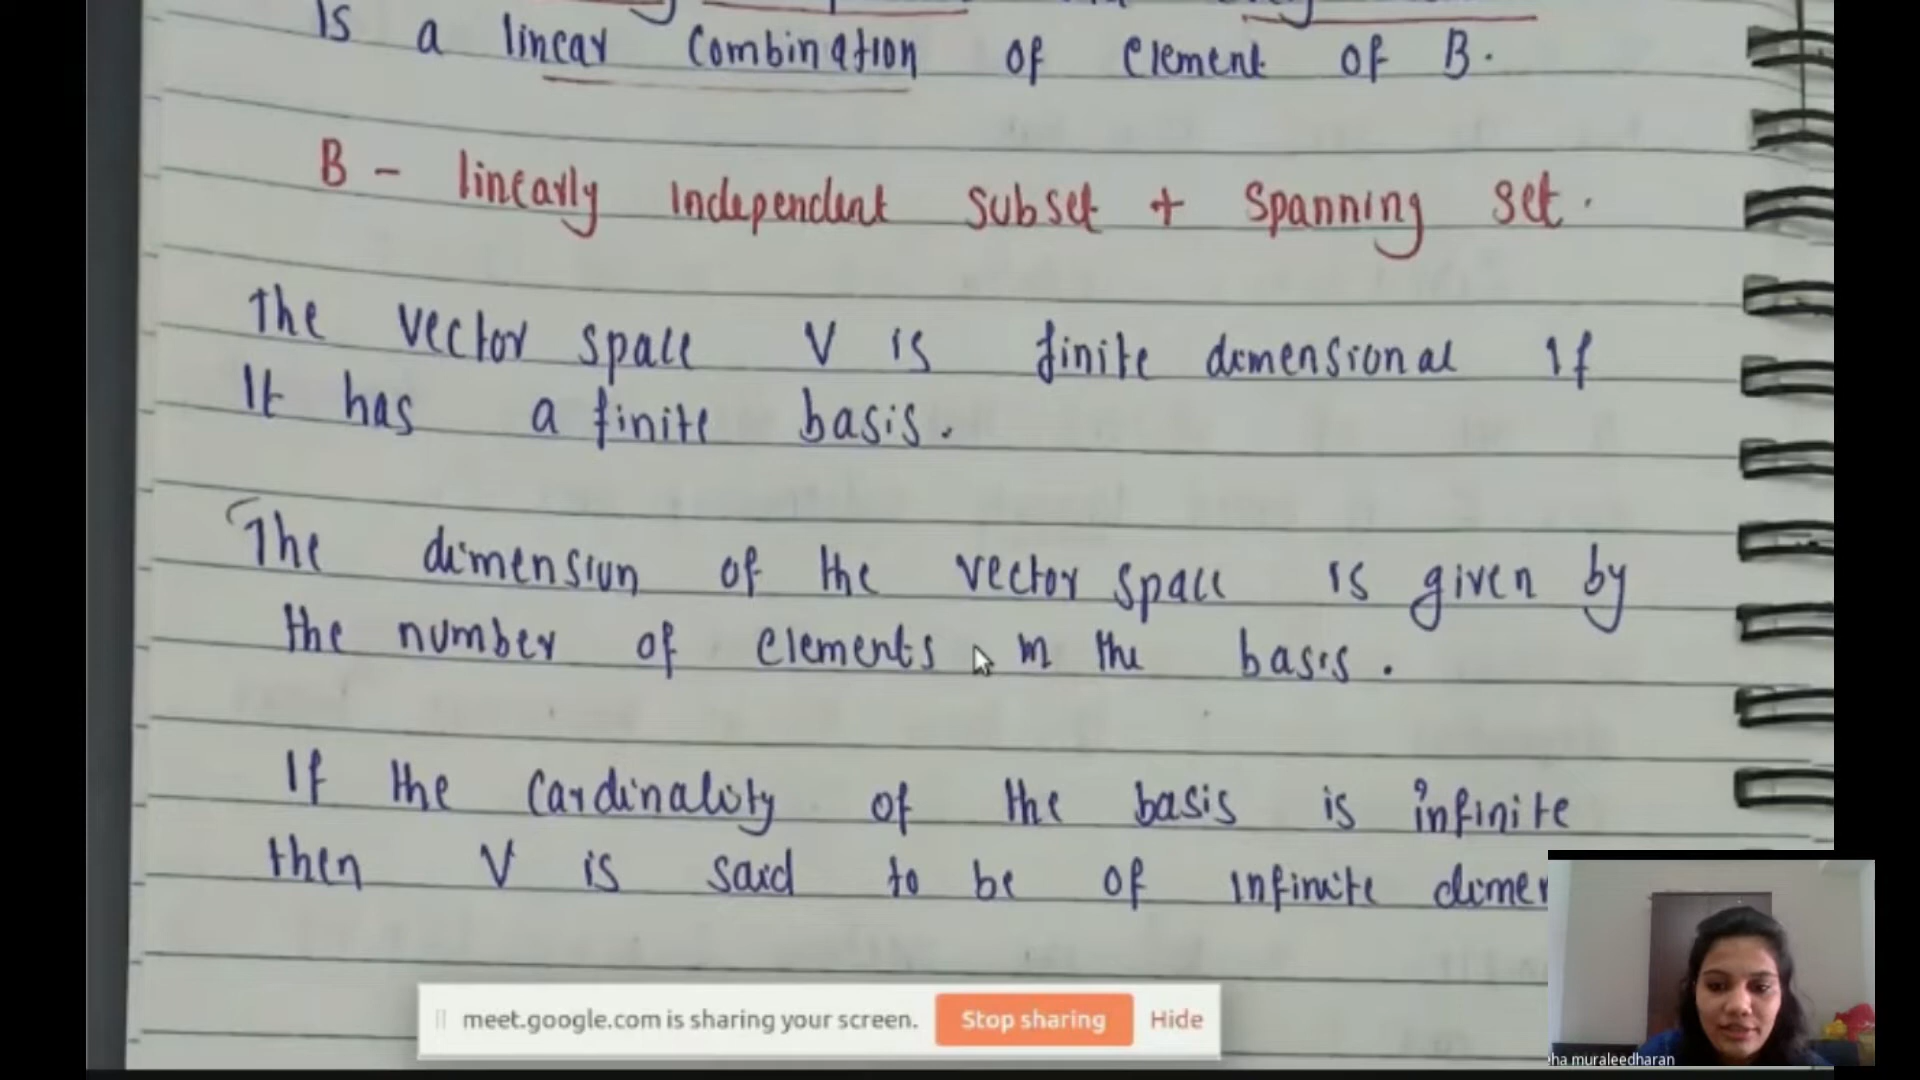 Is a linear Combination of element of B.
B - linearly Independent subset + Spanning set.
The vector space V is finite dimensional If
It has a finite basis.
The dimension of the vector space is given by
the number of elements in the basis.
If the Cardinality of the basis is infinite
then V is said to be of infinite dimen
meet.google.com is sharing your screen. Stop sharing Hide
ha muraleedharan